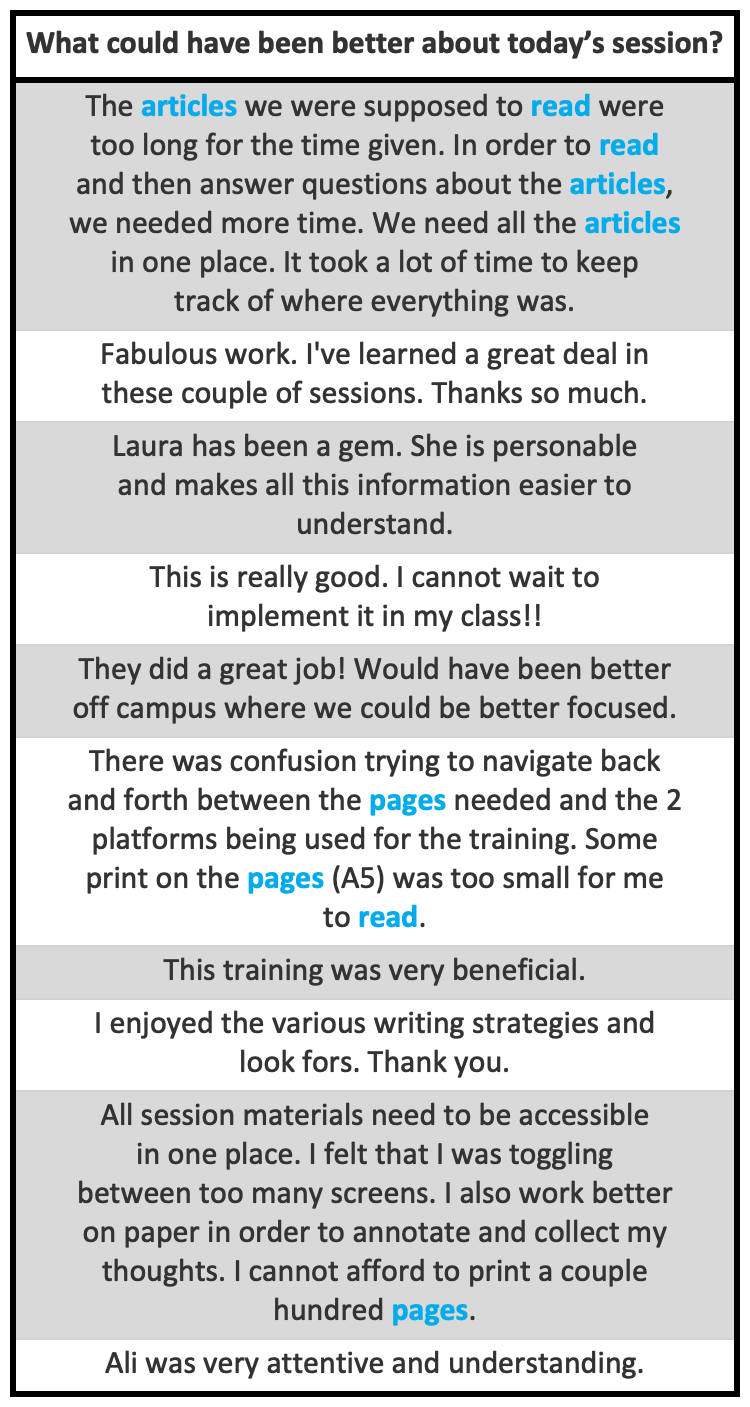 What could have been better about today’s session?
The articles we were supposed to read were
too long for the time given. In order to read
and then answer questions about the articles,
we needed more time. We need all the articles
in one place. It took a lot of time to keep
track of where everything was.
Fabulous work. I've learned a great deal in
these couple of sessions. Thanks so much.
Laura has been a gem. She is personable
and makes all this information easier to
understand.
This is really good. I cannot wait to
implement it in my class!!
They did a great job! Would have been better
off campus where we could be better focused.
There was confusion trying to navigate back
and forth between the pages needed and the 2
platforms being used for the training. Some
print on the pages (A5) was too small for me
to read.
This training was very beneficial.
I enjoyed the various writing strategies and
look fors. Thank you.
All session materials need to be accessible
in one place. I felt that I was toggling
between too many screens. I also work better
on paper in order to annotate and collect my
thoughts. I cannot afford to print a couple
hundred pages.
Ali was very attentive and understanding.